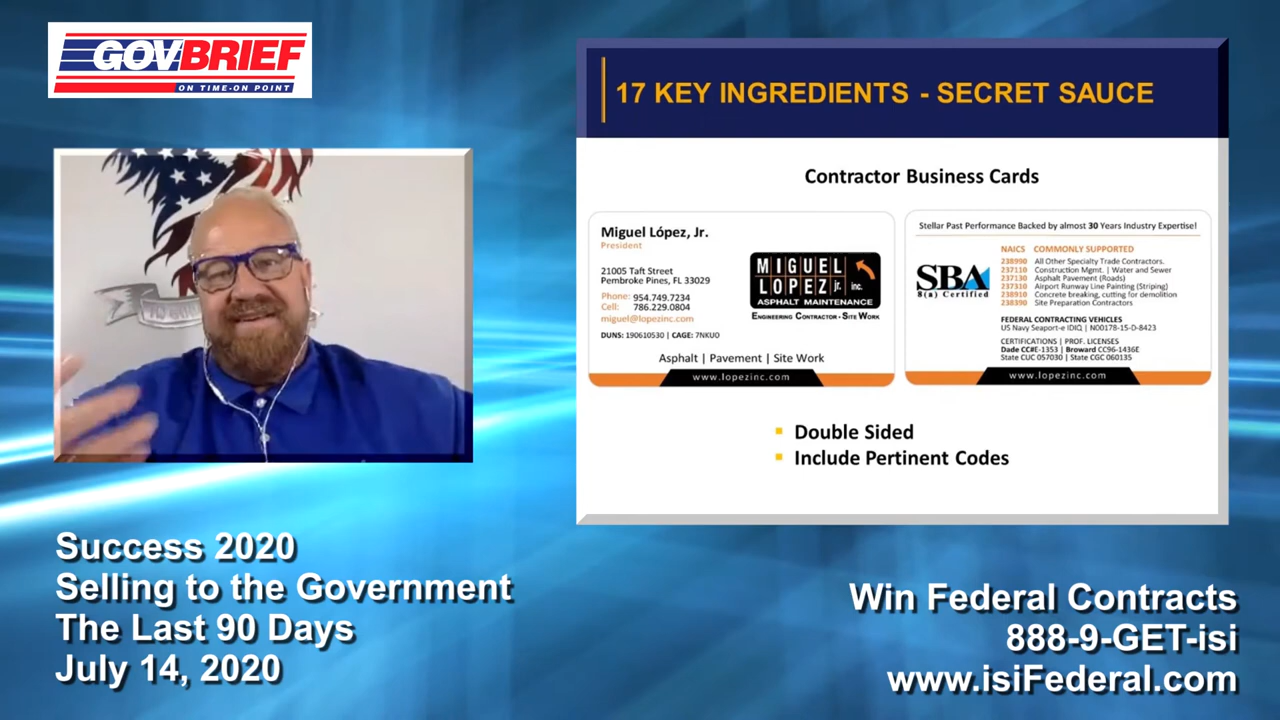 GOVBRIEF
ON TIME-ON POINT
17 KEY INGREDIENTS - SECRET SAUCE
Contractor Business Cards
Miguel López, Jr.
President
21005 Taft Street
Pembroke Pines, FL 33029
Phone: 954.749.7234
Cell: 786.229.0804
miguel@lopezinc.com
DUNS: 190610530 | CAGE: 7NKU0
MIGUEL
LOPEZ jr. inc.
ASPHALT MAINTENANCE
ENGINEERING CONTRACTOR - SITE WORK
Asphalt | Pavement | Site Work
www.lopezinc.com
Stellar Past Performance Backed by almost 30 Years Industry Expertise!
SBA
8(a) Certified
NAICS COMMONLY SUPPORTED
238990 All Other Specialty Trade Contractors.
237110 Construction Mgmt. | Water and Sewer
237130 Asphalt Pavement (Roads)
237310 Airport Runway Line Painting (Striping)
238910 Concrete breaking, cutting for demolition
238390 Site Preparation Contractors
FEDERAL CONTRACTING VEHICLES
US Navy Seaport-e IDIQ | N00178-15-D-8423
CERTIFICATIONS | PROF. LICENSES
Dade CC#E-1353 | Broward CC96-1436E
State CUC 057030 | State CGC 060135
www.lopezinc.com
Double Sided
Include Pertinent Codes
Success 2020
Selling to the Government
The Last 90 Days
July 14, 2020
Win Federal Contracts
888-9-GET-isi
www.isiFederal.com